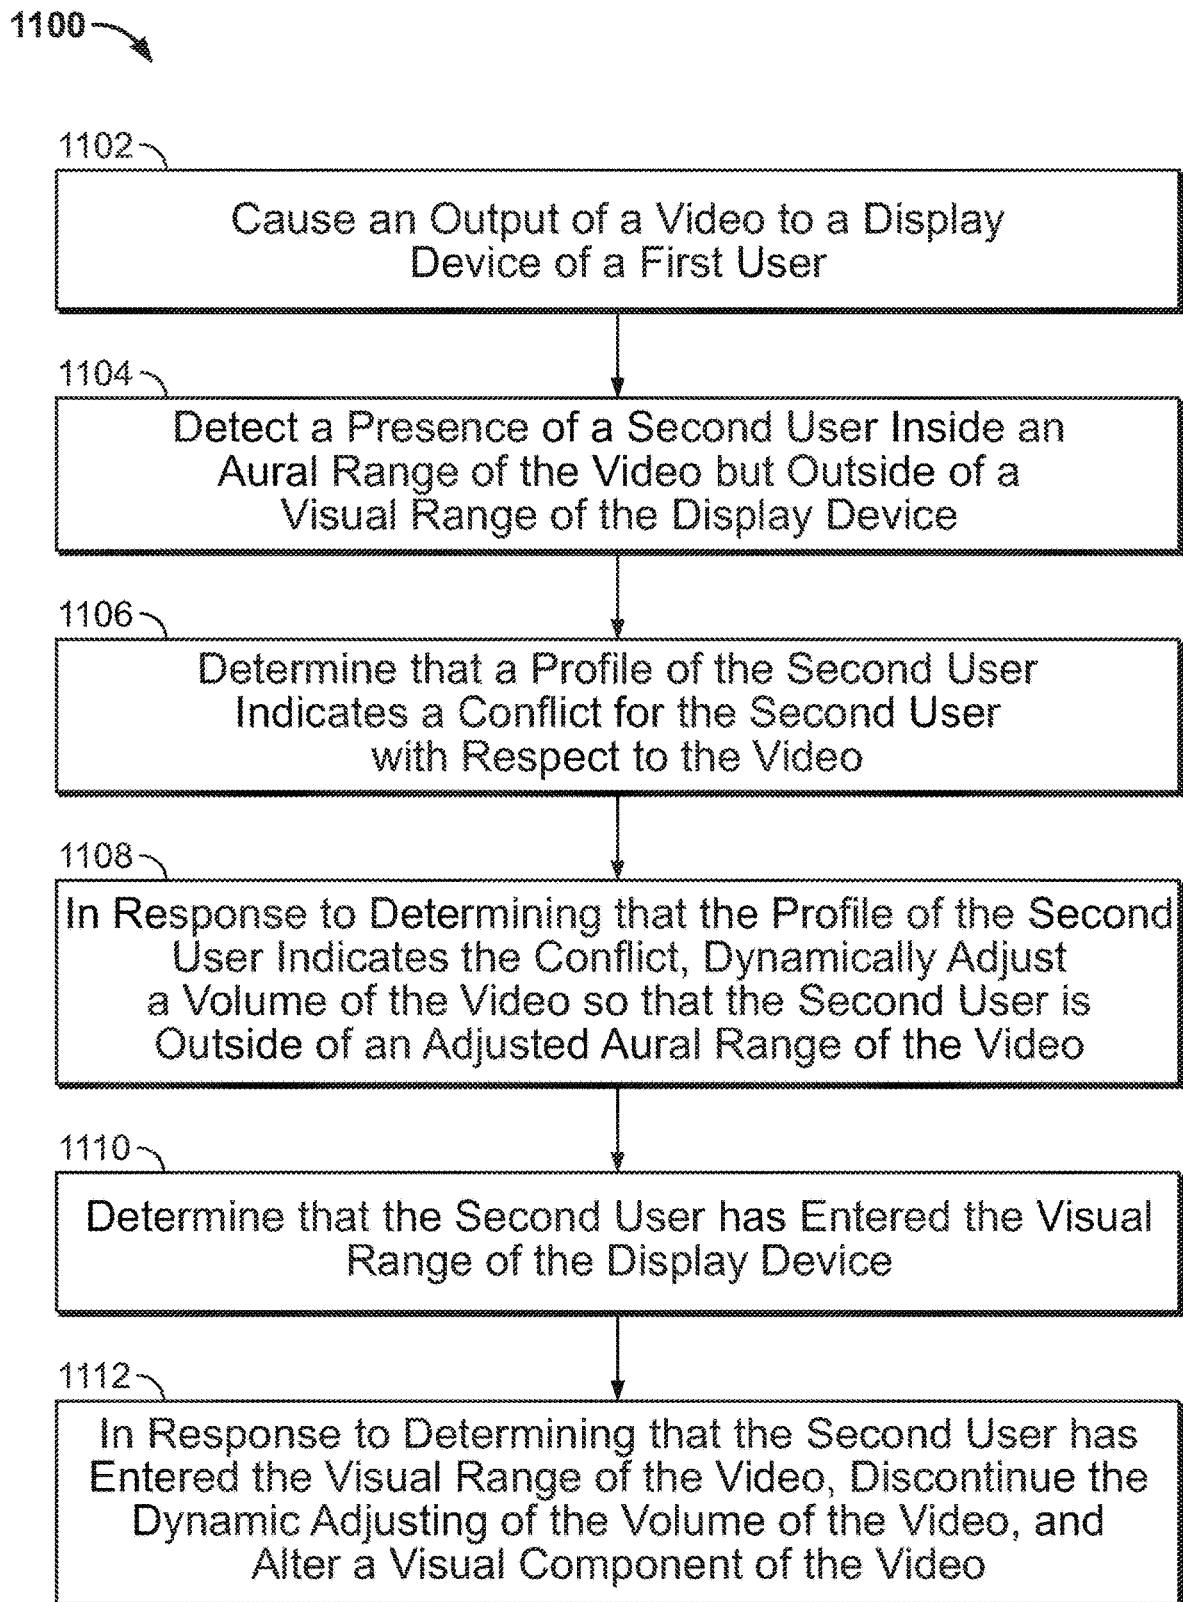 1100
1102
Cause an Output of a Video to a Display
Device of a First User
1104
Detect a Presence of a Second User Inside an
Aural Range of the Video but Outside of a
Visual Range of the Display Device
1106
Determine that a Profile of the Second User
Indicates a Conflict for the Second User
with Respect to the Video
1108
In Response to Determining that the Profile of the Second
User Indicates the Conflict, Dynamically Adjust
a Volume of the Video so that the Second User is
Outside of an Adjusted Aural Range of the Video
1110
Determine that the Second User has Entered the Visual
Range of the Display Device
1112
In Response to Determining that the Second User has
Entered the Visual Range of the Video, Discontinue the
Dynamic Adjusting of the Volume of the Video, and
Alter a Visual Component of the Video